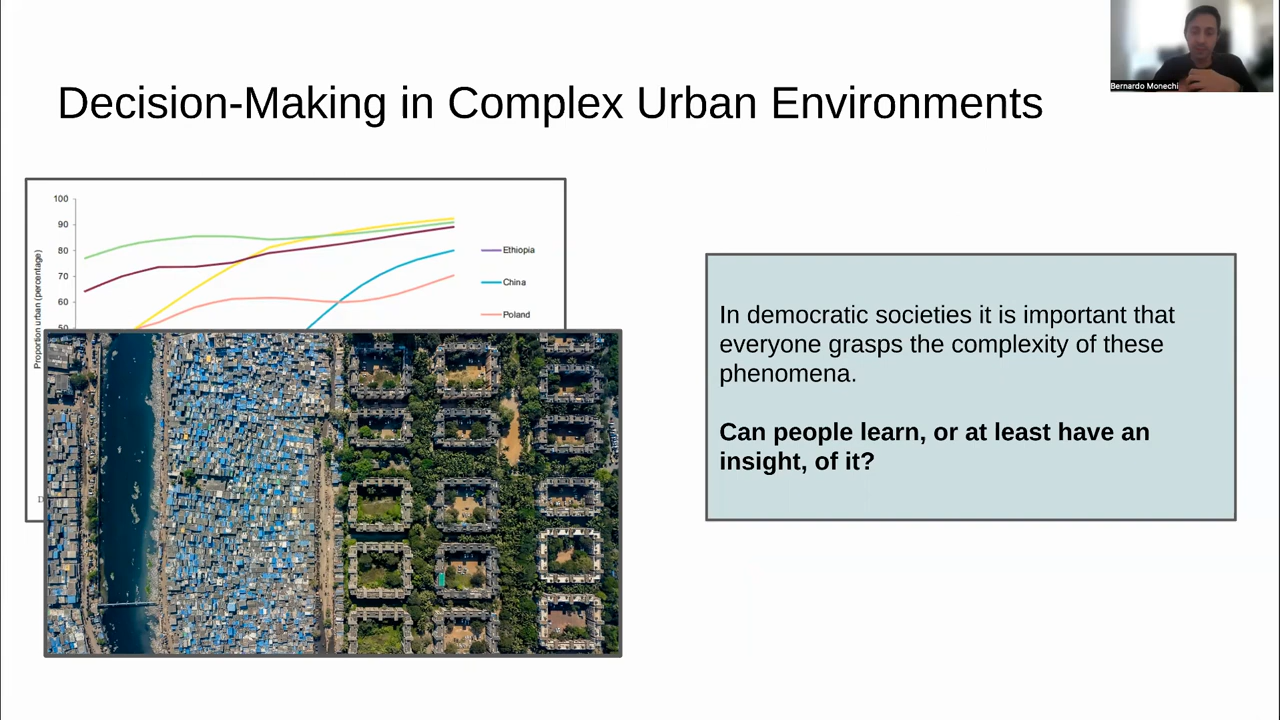 Bernardo Monechi
Decision-Making in Complex Urban Environments
100
90
80
70
60
50
Proportion urban (percentage)
Ethiopia
China
Poland
D
In democratic societies it is important that
everyone grasps the complexity of these
phenomena.
Can people learn, or at least have an
insight, of it?